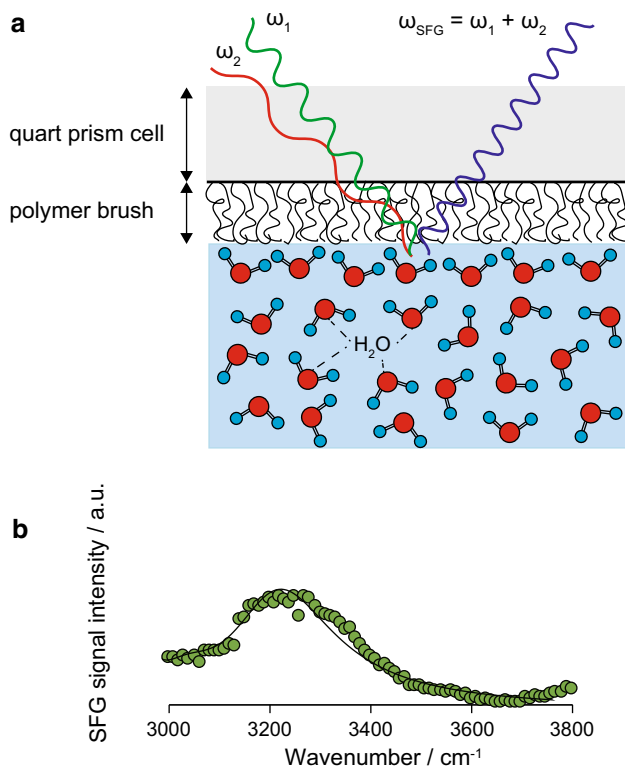 a
ω1
ω2
ωSFG = ω1 + ω2
quart prism cell
polymer brush
H2O
b
SFG signal intensity / a.u.
3000 3200 3400 3600 3800
Wavenumber / cm-1